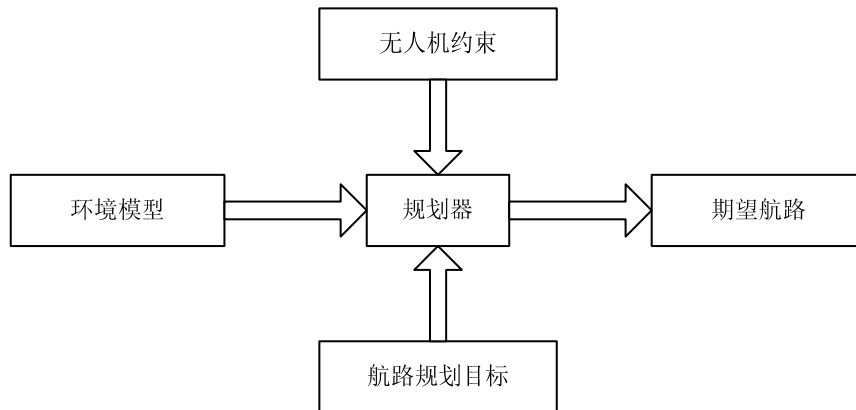 无人机约束
环境模型
规划器
期望航路
航路规划目标